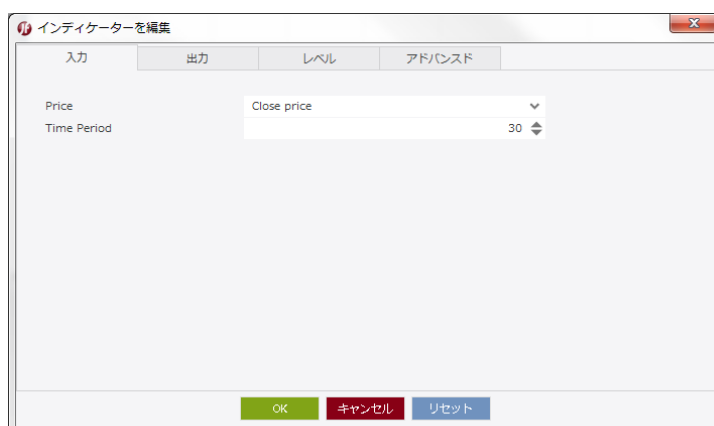 インディケーターを編集
入力 出力 レベル アドバンスド
Price Close price
Time Period 30
OK キャンセル リセット